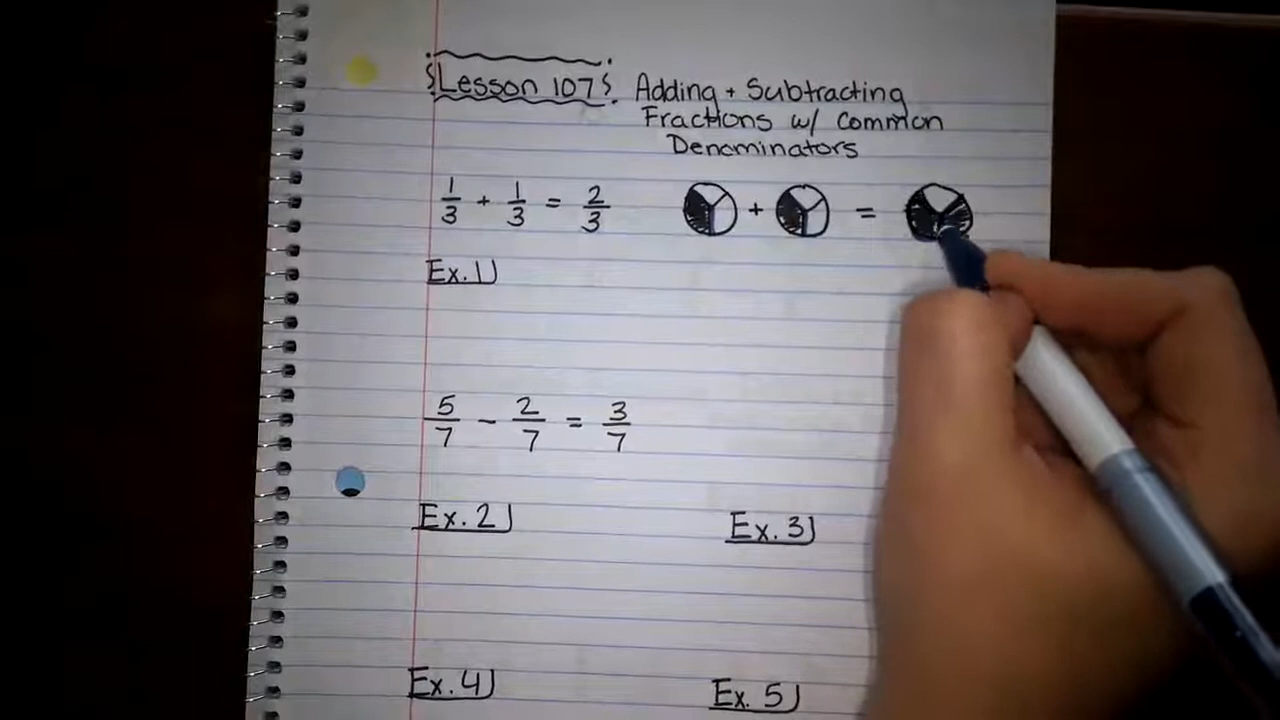 Lesson 107 Adding + Subtracting
Fractions w/ Common
Denominators
1/3 + 1/3 = 2/3 + =
Ex. 1
5/7 - 2/7 = 3/7
Ex. 2 Ex. 3
Ex. 4 Ex. 5